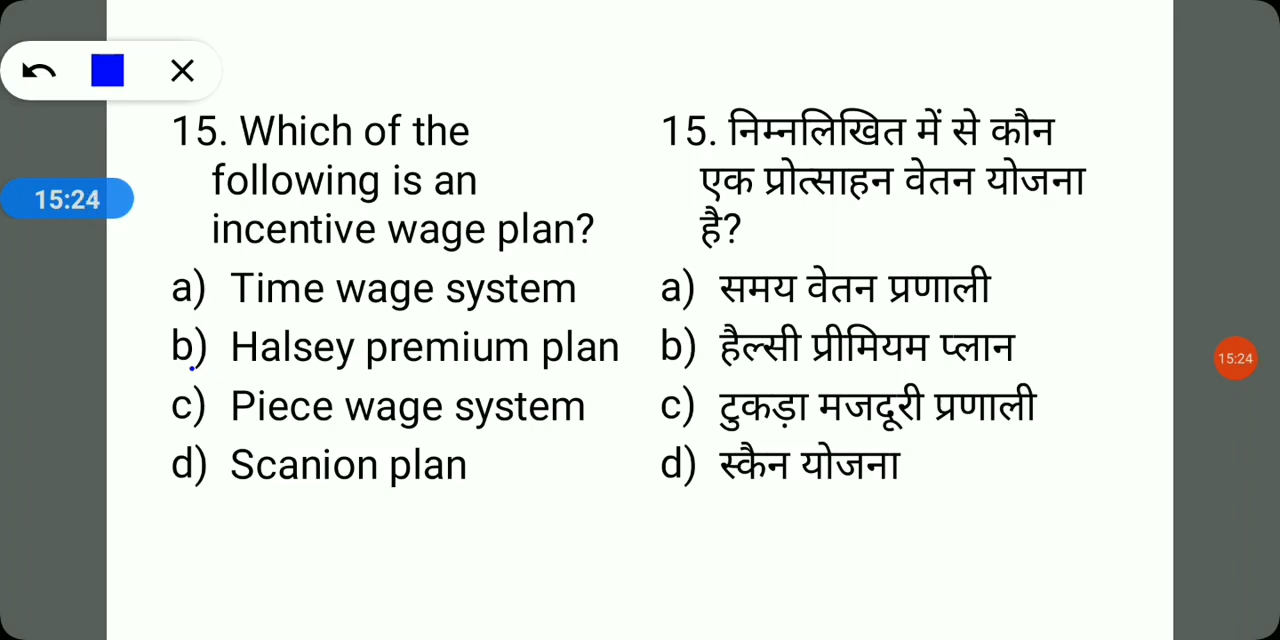 15:24
15. Which of the
following is an
incentive wage plan?
a) Time wage system
b) Halsey premium plan
c) Piece wage system
d) Scanion plan
15. निम्नलिखित में से कौन
एक प्रोत्साहन वेतन योजना
है?
a) समय वेतन प्रणाली
b) हैल्सी प्रीमियम प्लान
c) टुकड़ा मजदूरी प्रणाली
d) स्कैन योजना
15:24